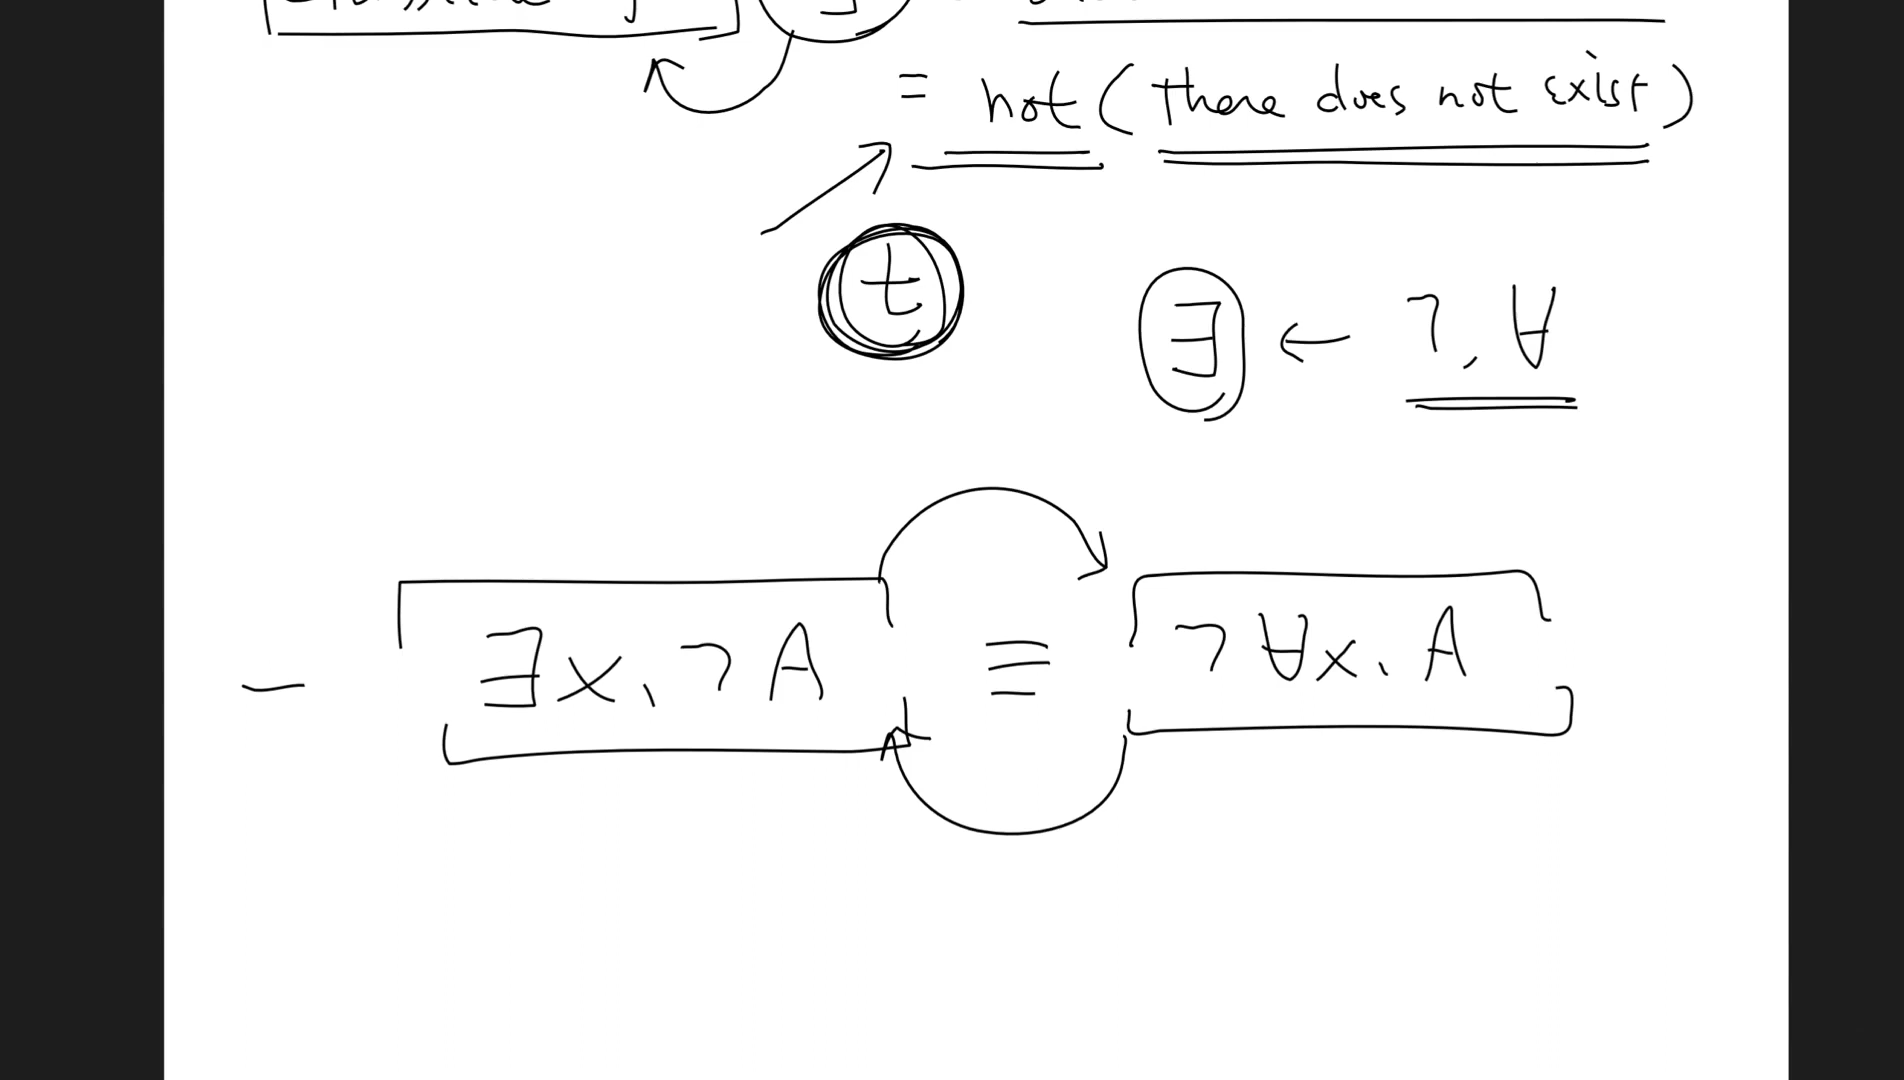 = not (there does not exist)
t
∃ ← ¬, ∀
— ∃x, ¬A ≡ ¬∀x, A